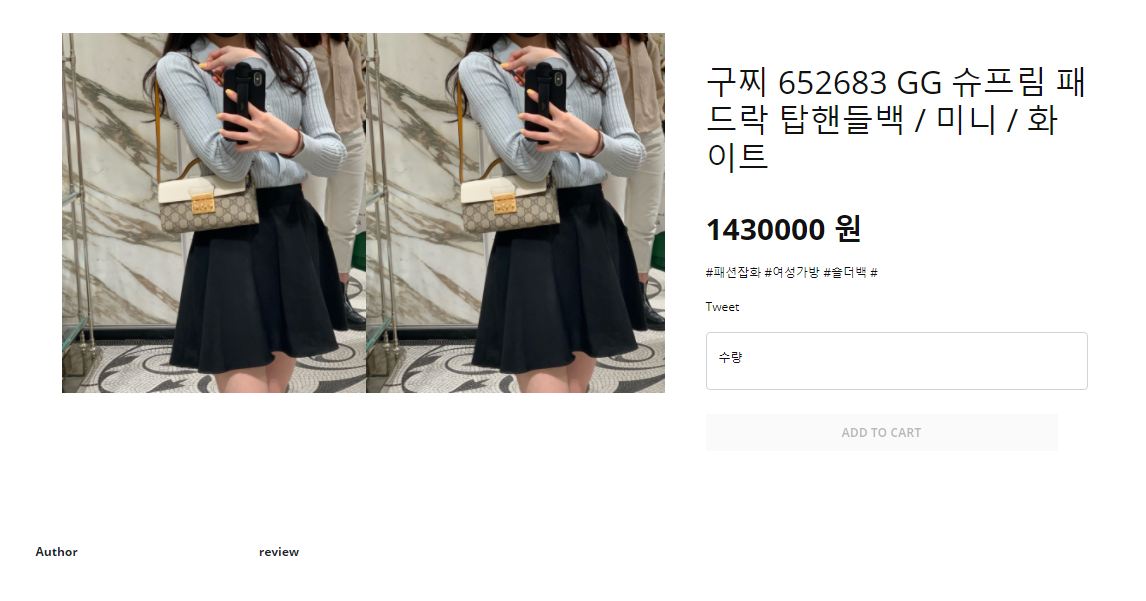 구찌 652683 GG 슈프림 패
드락 탑핸들백 / 미니 / 화
이트
1430000 원
#패션잡화 #여성가방 #숄더백 #
Tweet
수량
ADD TO CART
Author review